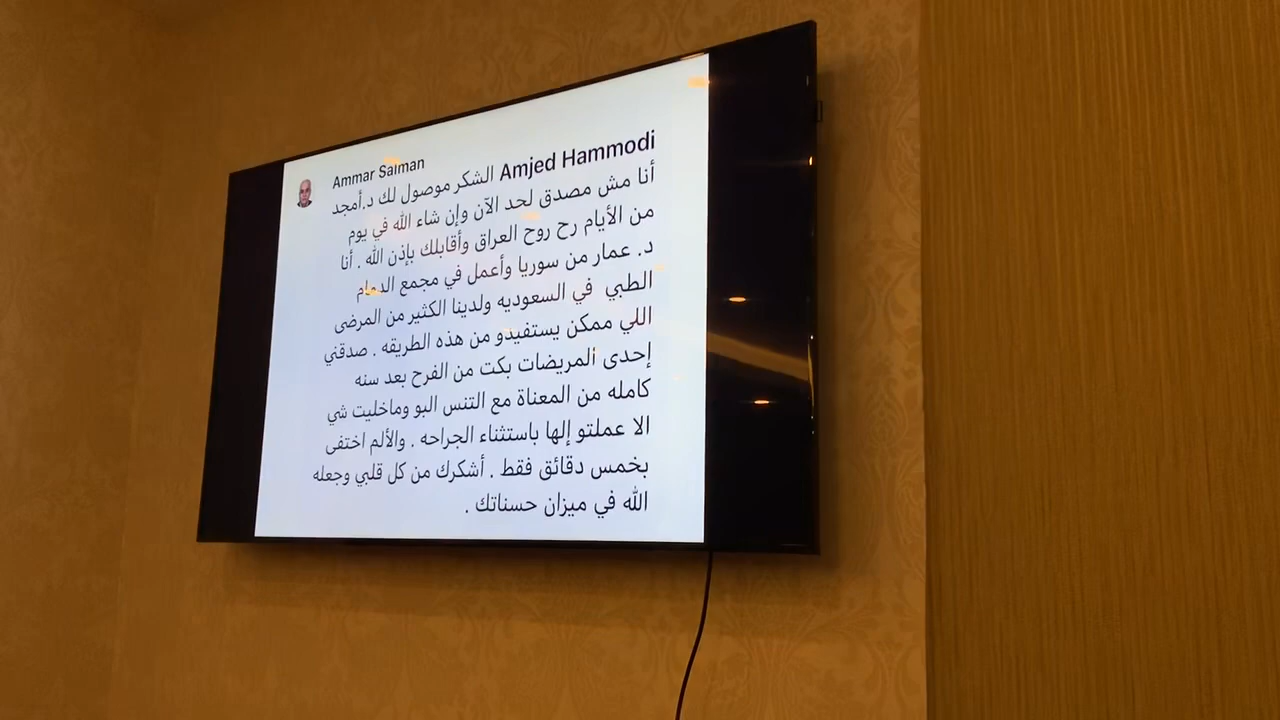 Ammar Salman
Amjed Hammodi الشكر موصول لك د.أمجد
أنا مش مصدق لحد الآن وإن شاء الله في يوم
من الأيام رح روح العراق وأقابلك بإذن الله . أنا
د. عمار من سوريا وأعمل في مجمع الدمام
الطبي في السعوديه ولدينا الكثير من المرضى
اللي ممكن يستفيدو من هذه الطريقه . صدقني
إحدى المريضات بكت من الفرح بعد سنه
كامله من المعناة مع التنس البو وماخليت شي
الا عملتو إلها باستثناء الجراحه . والألم اختفى
بخمس دقائق فقط . أشكرك من كل قلبي وجعله
الله في ميزان حسناتك .